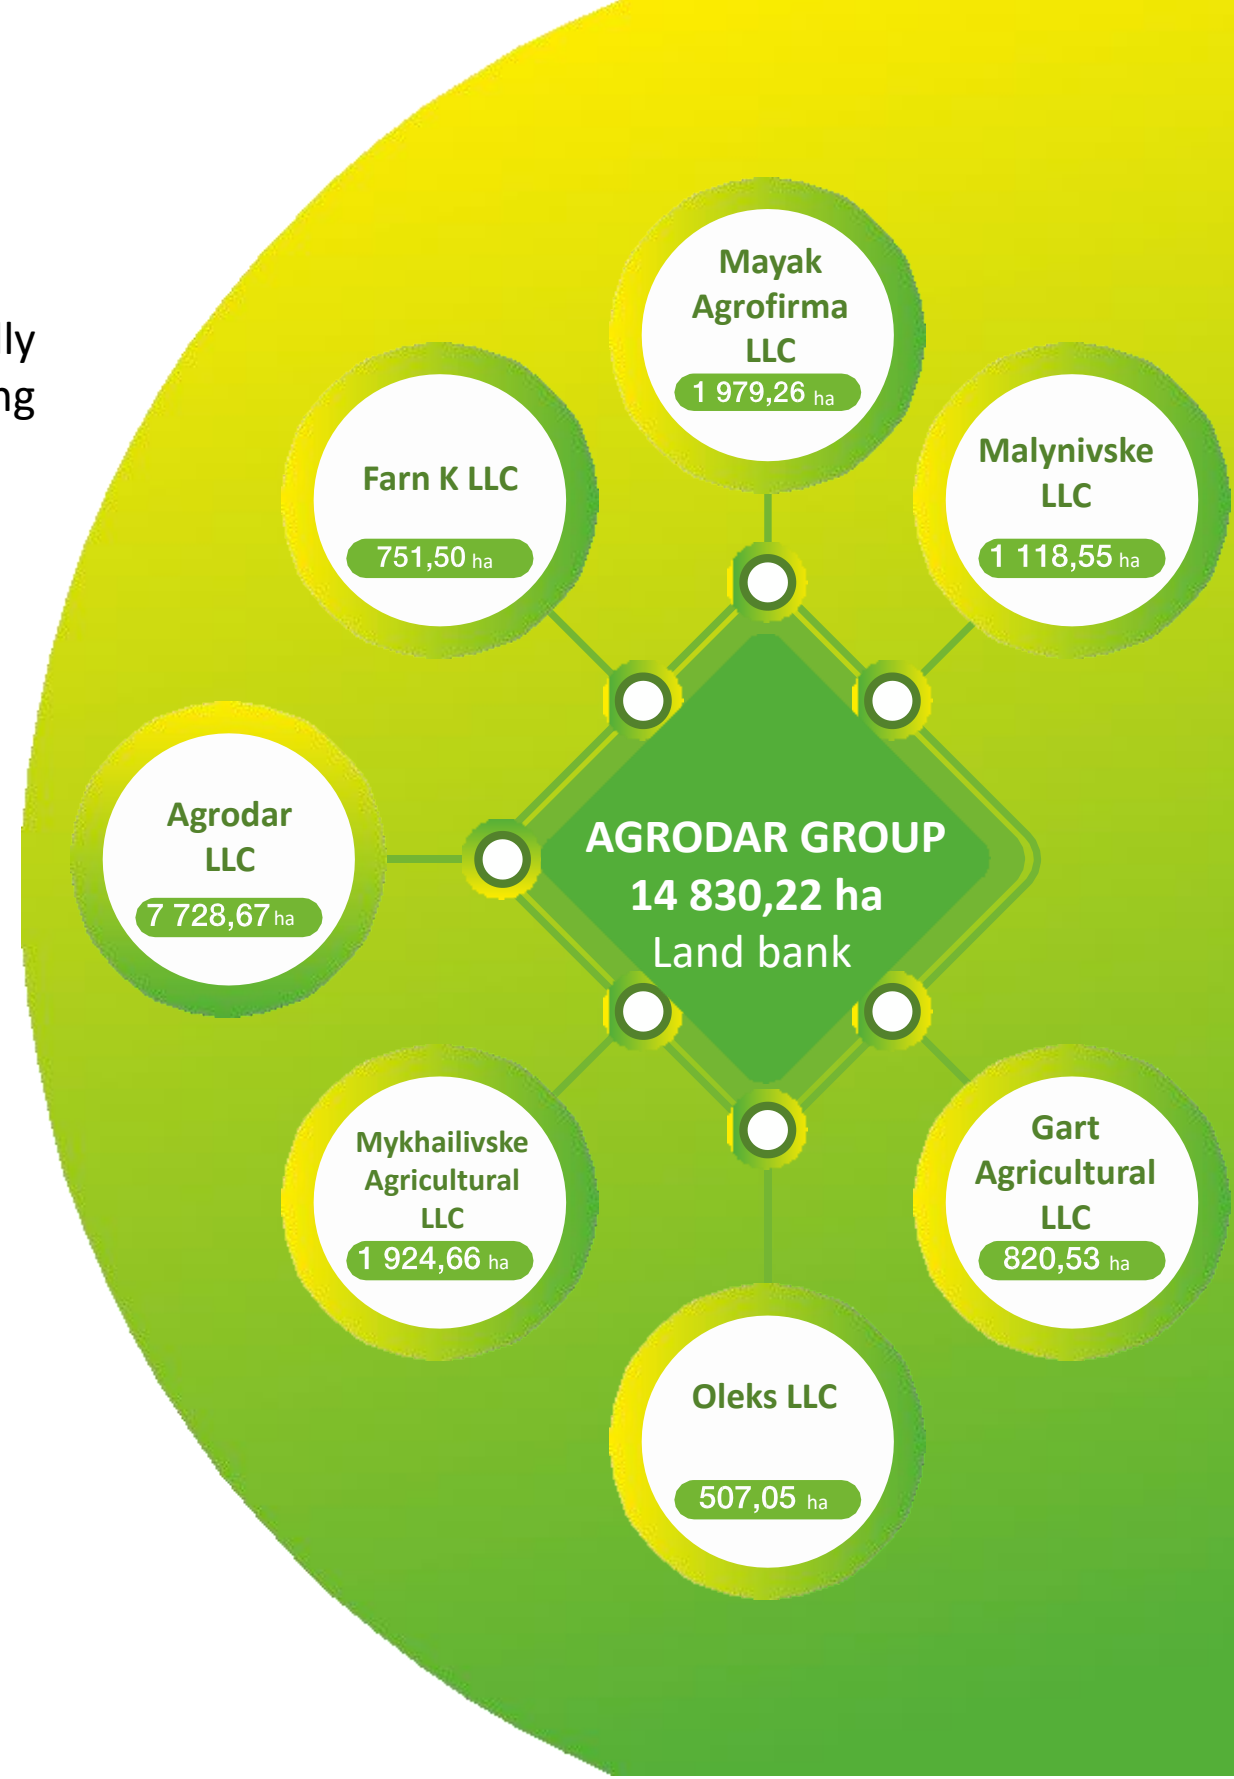 lly
ng
Mayak
Agrofirma
LLC
1 979,26 ha
Farn K LLC
751,50 ha
Malynivske
LLC
1 118,55 ha
Agrodar
LLC
7 728,67 ha
AGRODAR GROUP
14 830,22 ha
Land bank
Mykhailivske
Agricultural
LLC
1 924,66 ha
Gart
Agricultural
LLC
820,53 ha
Oleks LLC
507,05 ha